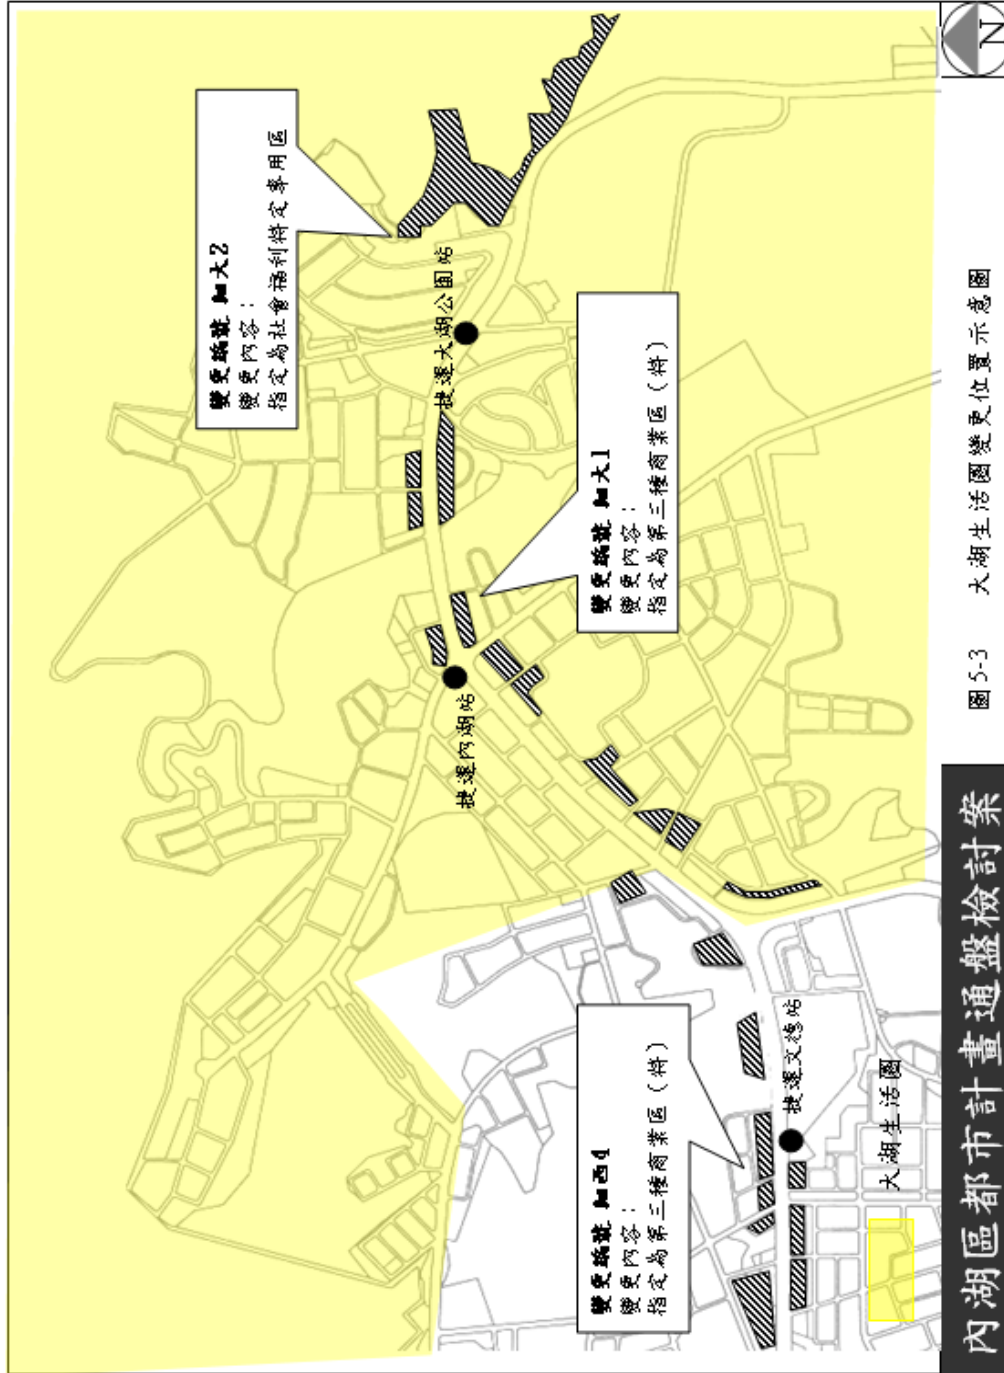 變更編號 細大2
變更內容：
指定為社會福利特定專用區
捷運大湖公園站
變更編號 細大1
變更內容：
指定為第三種商業區（特）
捷運內湖站
變更編號 細西4
變更內容：
指定為第三種商業區（特）
捷運文德站
大湖生活圈
N
圖 5-3 大湖生活圈變更位置示意圖
內湖區都市計畫通盤檢討案